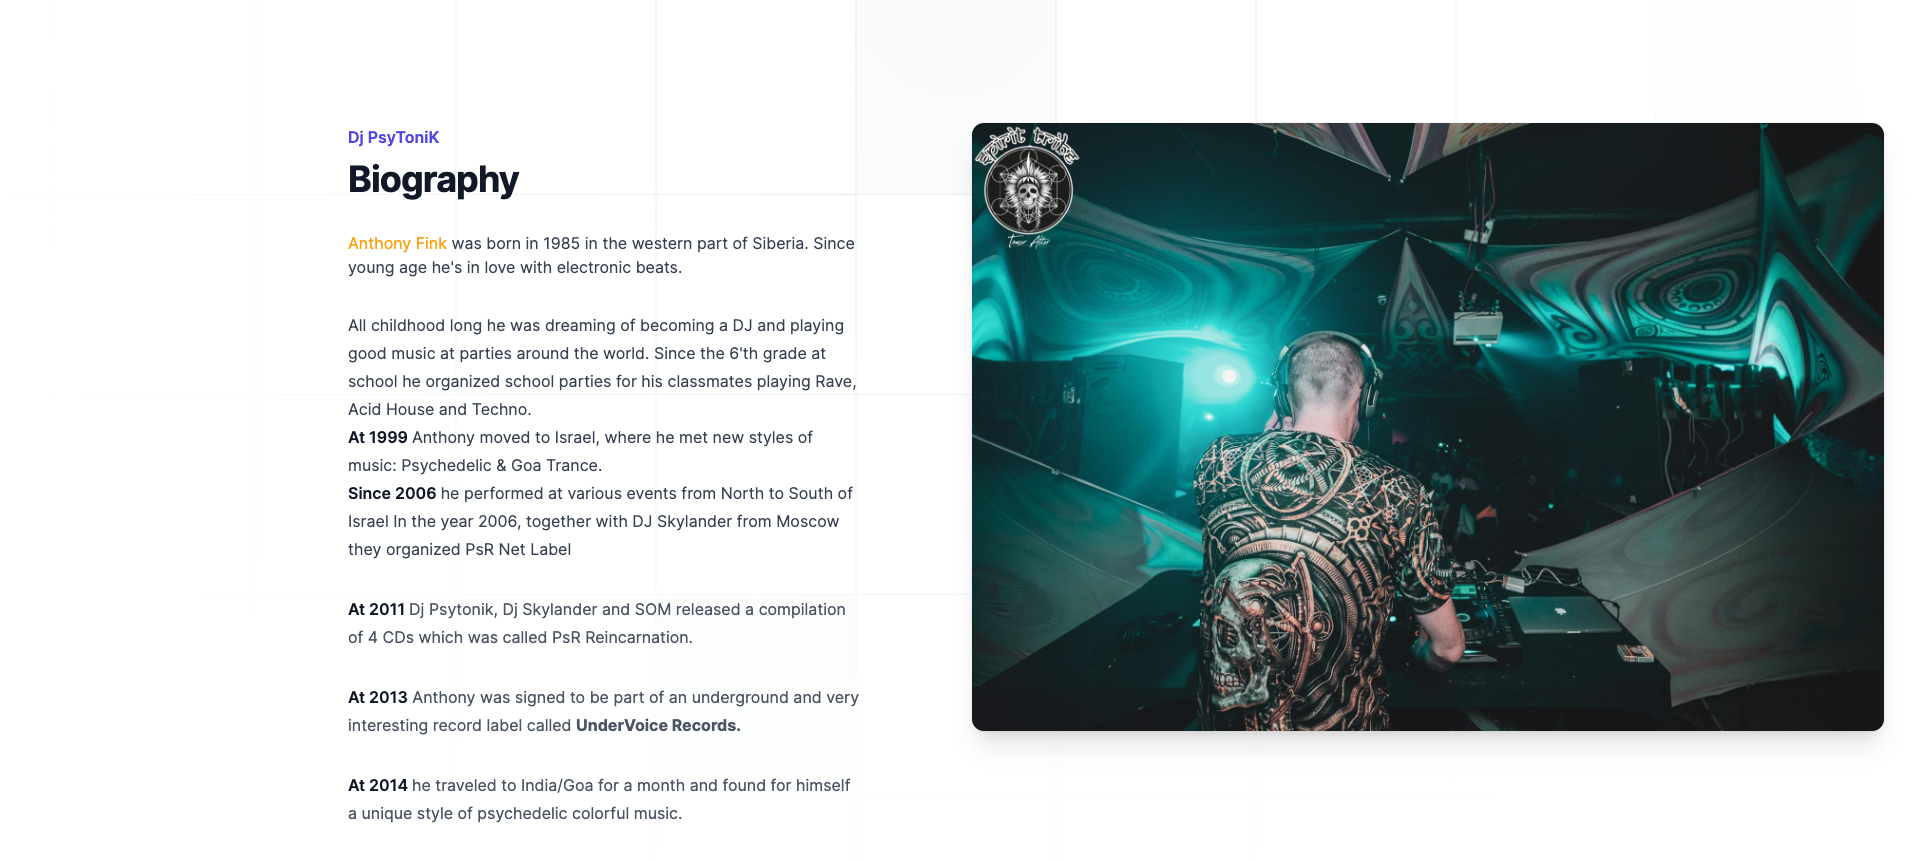 Dj PsyToniK
Biography
Anthony Fink was born in 1985 in the western part of Siberia. Since
young age he's in love with electronic beats.
All childhood long he was dreaming of becoming a DJ and playing
good music at parties around the world. Since the 6'th grade at
school he organized school parties for his classmates playing Rave,
Acid House and Techno.
At 1999 Anthony moved to Israel, where he met new styles of
music: Psychedelic & Goa Trance.
Since 2006 he performed at various events from North to South of
Israel In the year 2006, together with DJ Skylander from Moscow
they organized PsR Net Label
At 2011 Dj Psytonik, Dj Skylander and SOM released a compilation
of 4 CDs which was called PsR Reincarnation.
At 2013 Anthony was signed to be part of an underground and very
interesting record label called UnderVoice Records.
At 2014 he traveled to India/Goa for a month and found for himself
a unique style of psychedelic colorful music.
spirit tribe
Tomer Alter